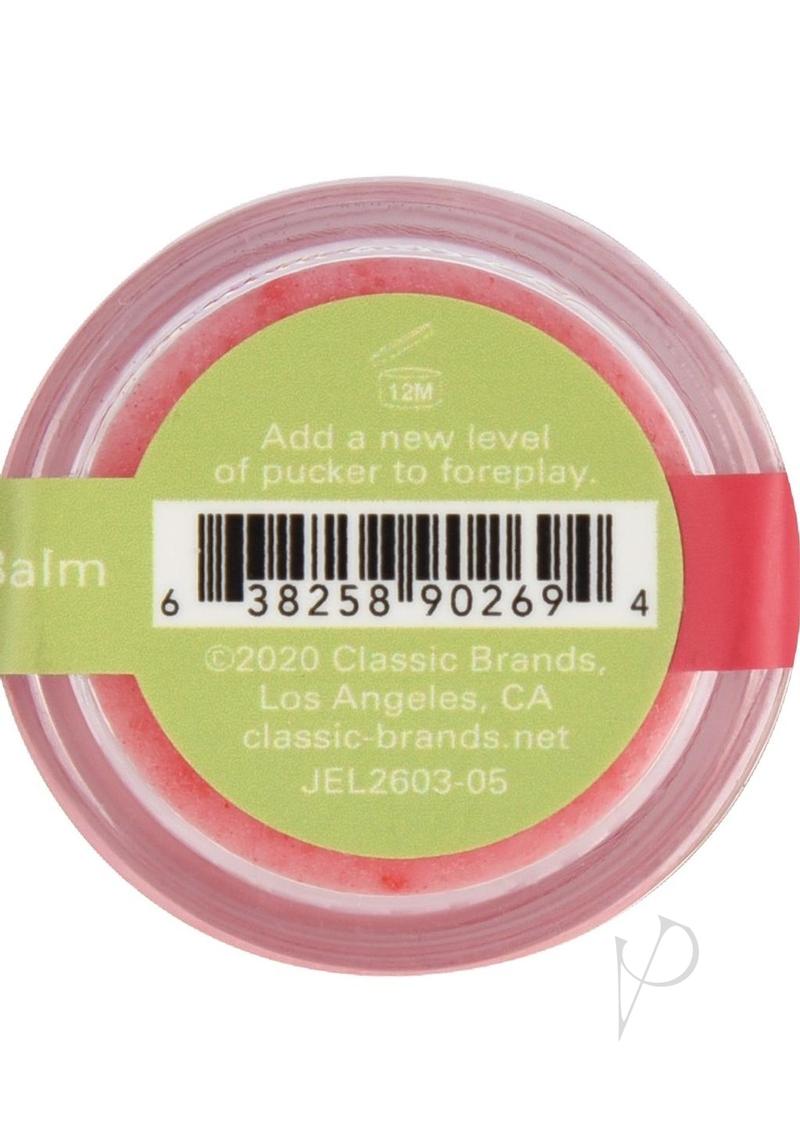 12M
Add a new level
of pucker to foreplay.
Balm
6 38258 90269 4
©2020 Classic Brands,
Los Angeles, CA
classic-brands.net
JEL2603-05